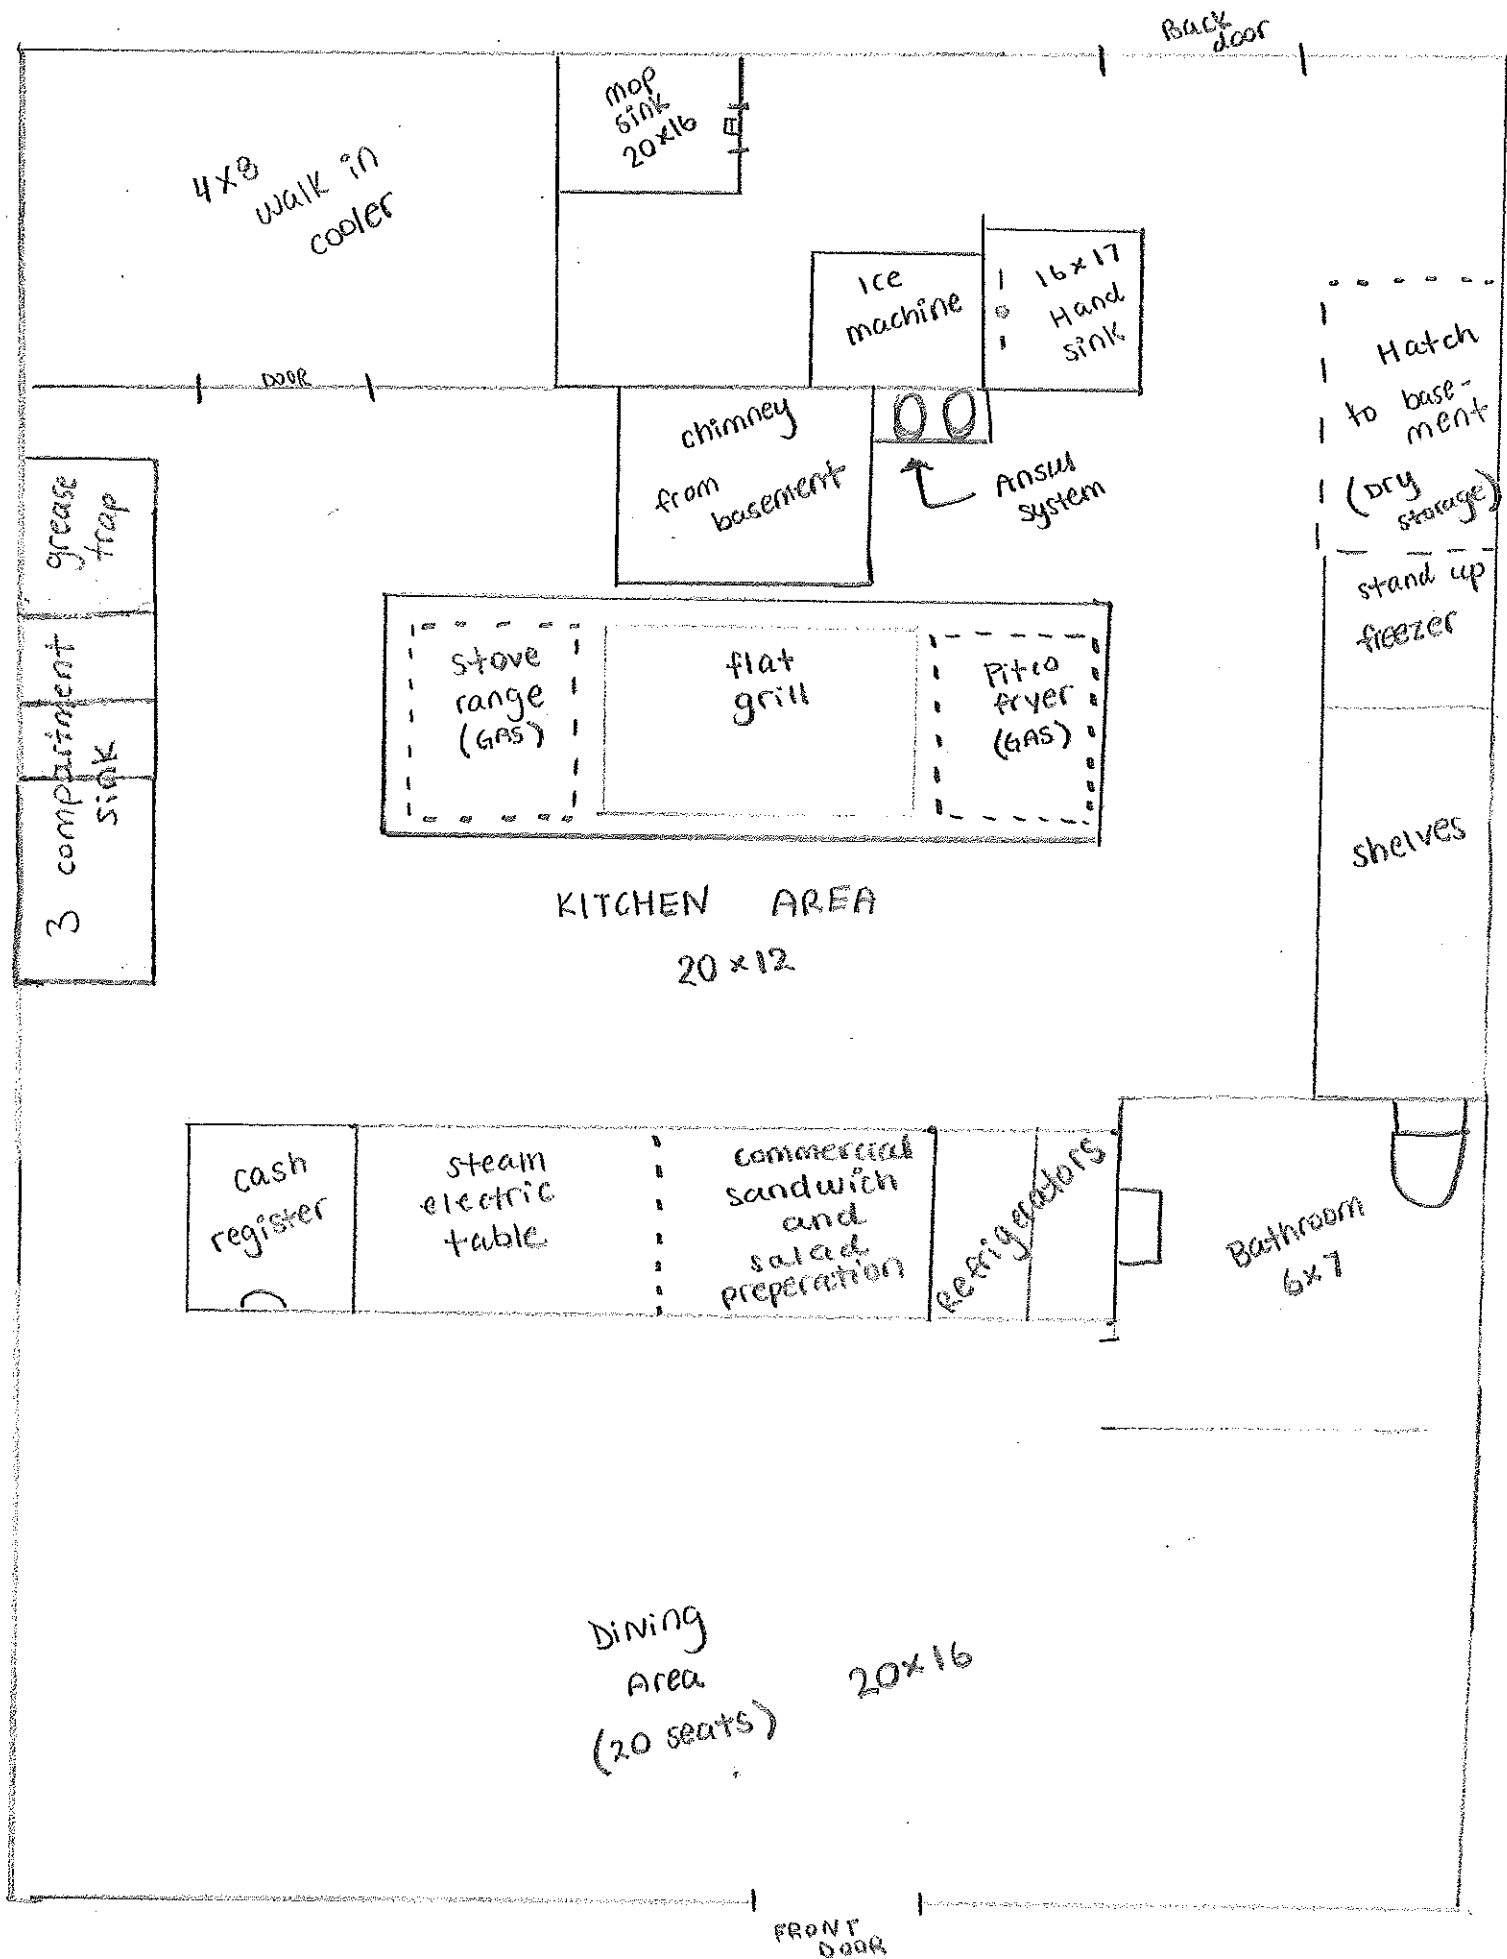 Back
door
mop
sink
20x16
4x8
walk in
cooler
DOOR
Ice
machine
16x17
Hand
sink
Hatch
to base-
ment
(Dry
storage)
chimney
from
basement
Ansul
system
grease
trap
3 compartment
sink
stand up
freezer
stove
range
(GAS)
flat
grill
Pitco
fryer
(GAS)
shelves
KITCHEN AREA
20x12
cash
register
steam
electric
table
commercial
sandwich
and
salad
preperation
Refrigerators
Bathroom
6x7
Dining
Area
(20 seats)
20x16
FRONT
DOOR